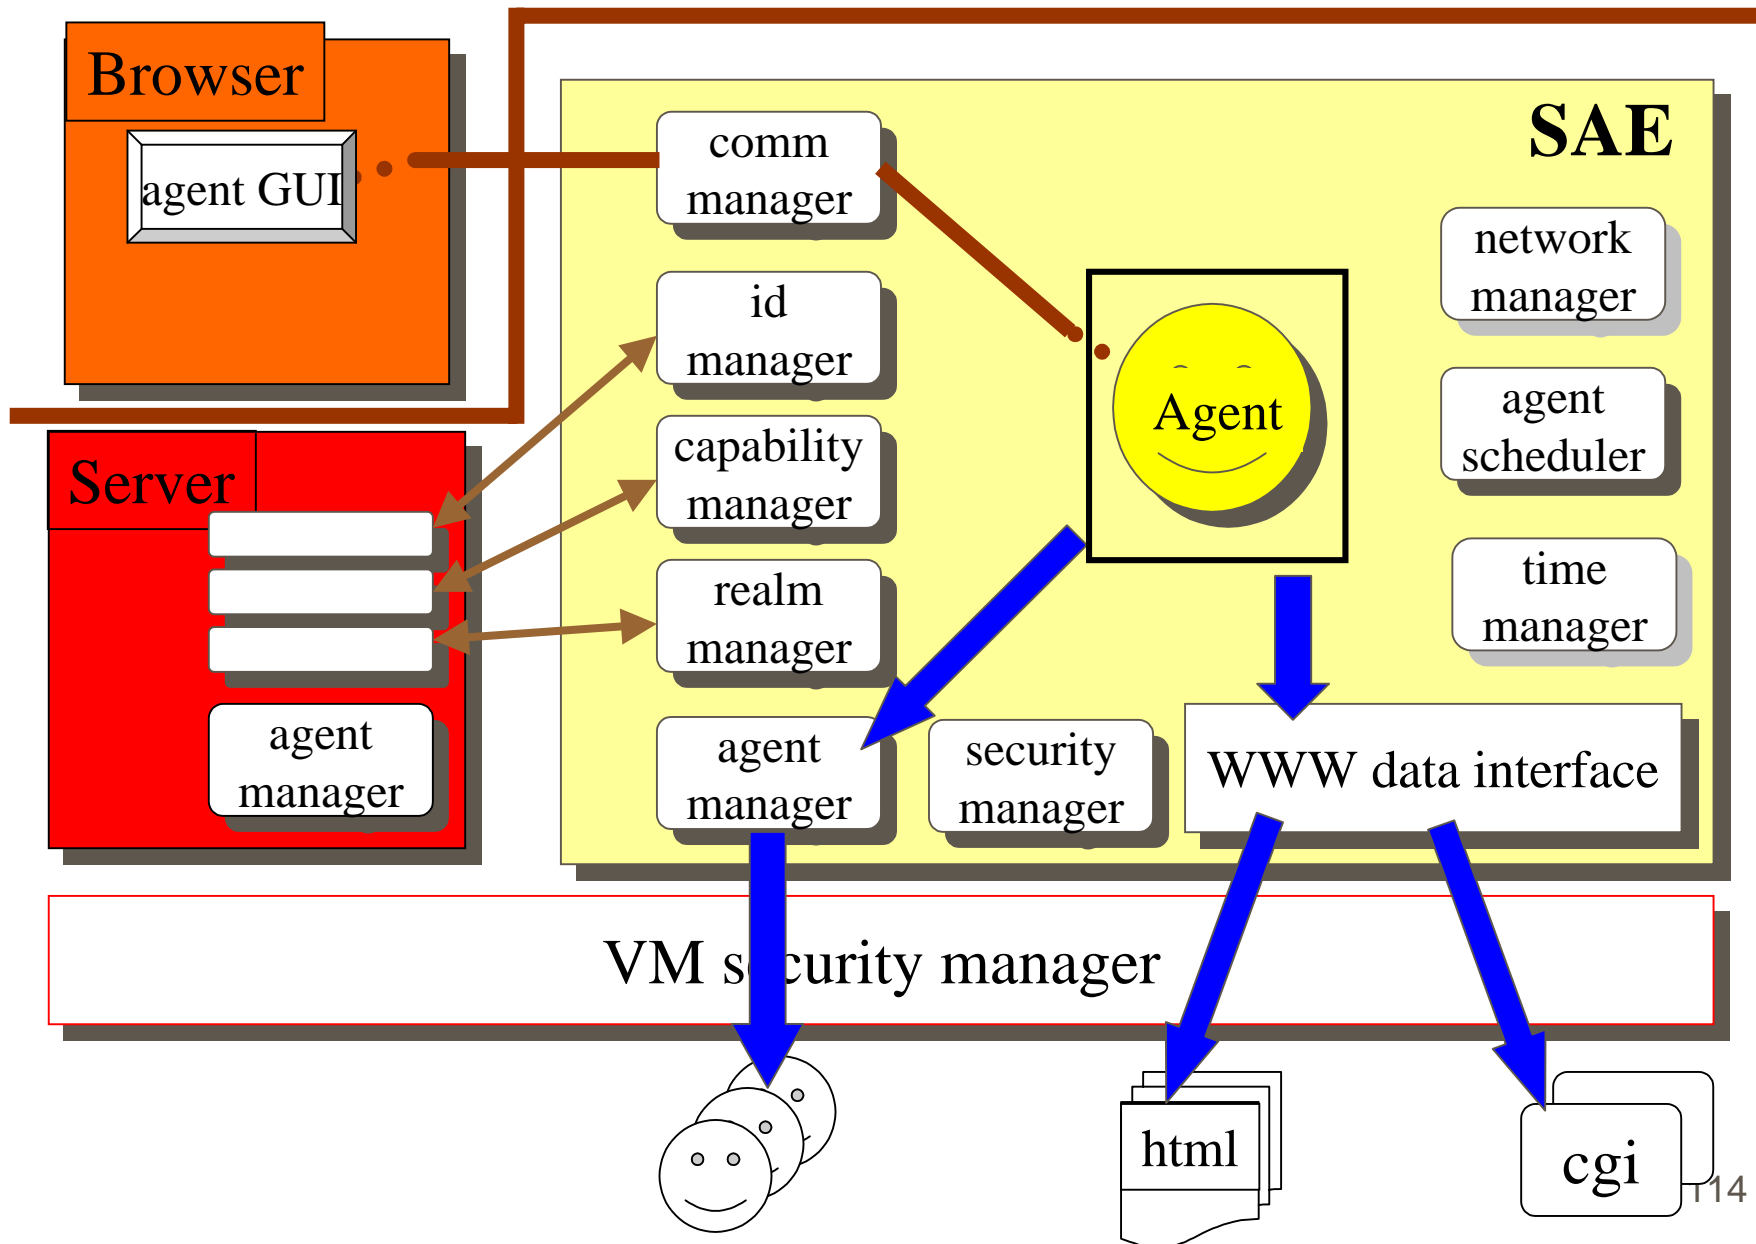 Browser
agent GUI
SAE
comm
manager
network
manager
id
manager
Agent
agent
scheduler
capability
manager
Server
realm
manager
time
manager
agent
manager
agent
manager
security
manager
WWW data interface
VM security manager
html
cgi
114